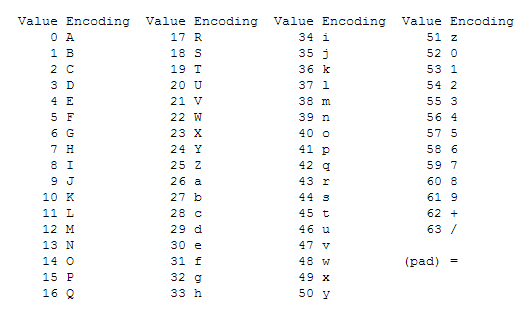 Value Encoding  Value Encoding  Value Encoding  Value Encoding
0 A  17 R  34 i  51 z
1 B  18 S  35 j  52 0
2 C  19 T  36 k  53 1
3 D  20 U  37 l  54 2
4 E  21 V  38 m  55 3
5 F  22 W  39 n  56 4
6 G  23 X  40 o  57 5
7 H  24 Y  41 p  58 6
8 I  25 Z  42 q  59 7
9 J  26 a  43 r  60 8
10 K  27 b  44 s  61 9
11 L  28 c  45 t  62 +
12 M  29 d  46 u  63 /
13 N  30 e  47 v
14 O  31 f  48 w  (pad) =
15 P  32 g  49 x
16 Q  33 h  50 y